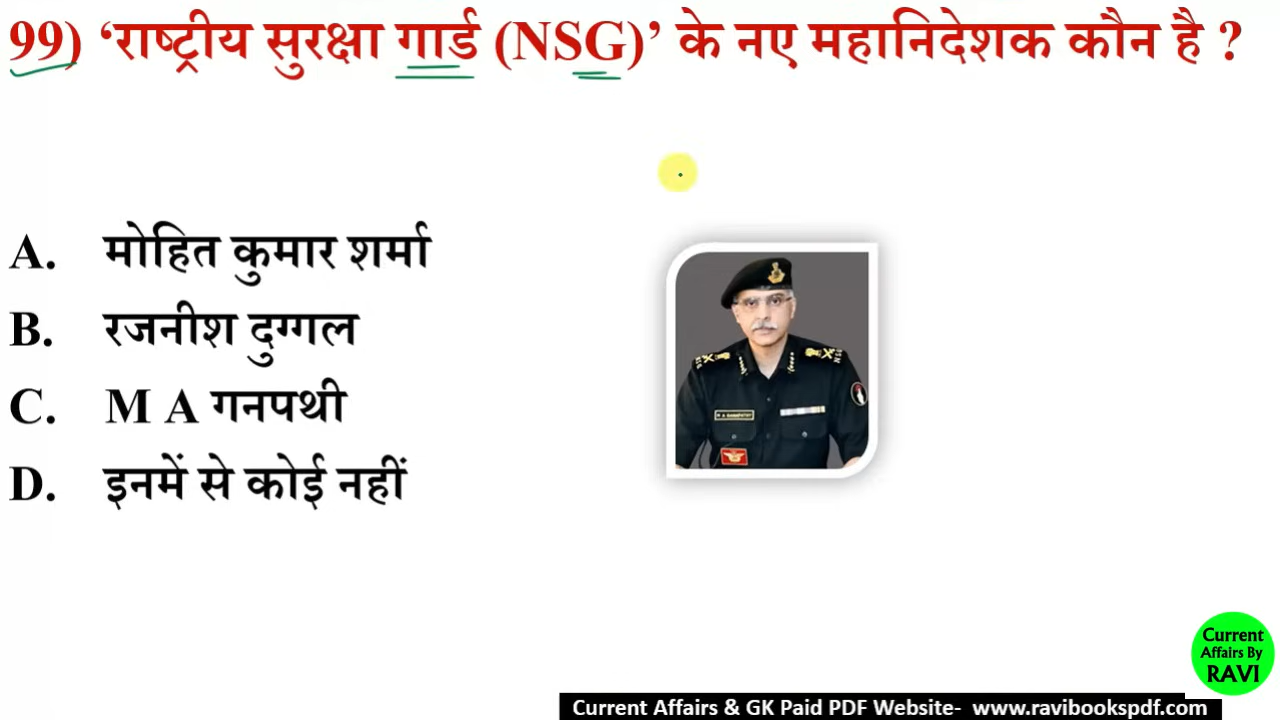 99) ‘राष्ट्रीय सुरक्षा गार्ड (NSG)’ के नए महानिदेशक कौन है ?
A. मोहित कुमार शर्मा
B. रजनीश दुग्गल
C. M A गनपथी
D. इनमें से कोई नहीं
M A GANAPATHY
Current
Affairs By
RAVI
Current Affairs & GK Paid PDF Website- www.ravibookspdf.com